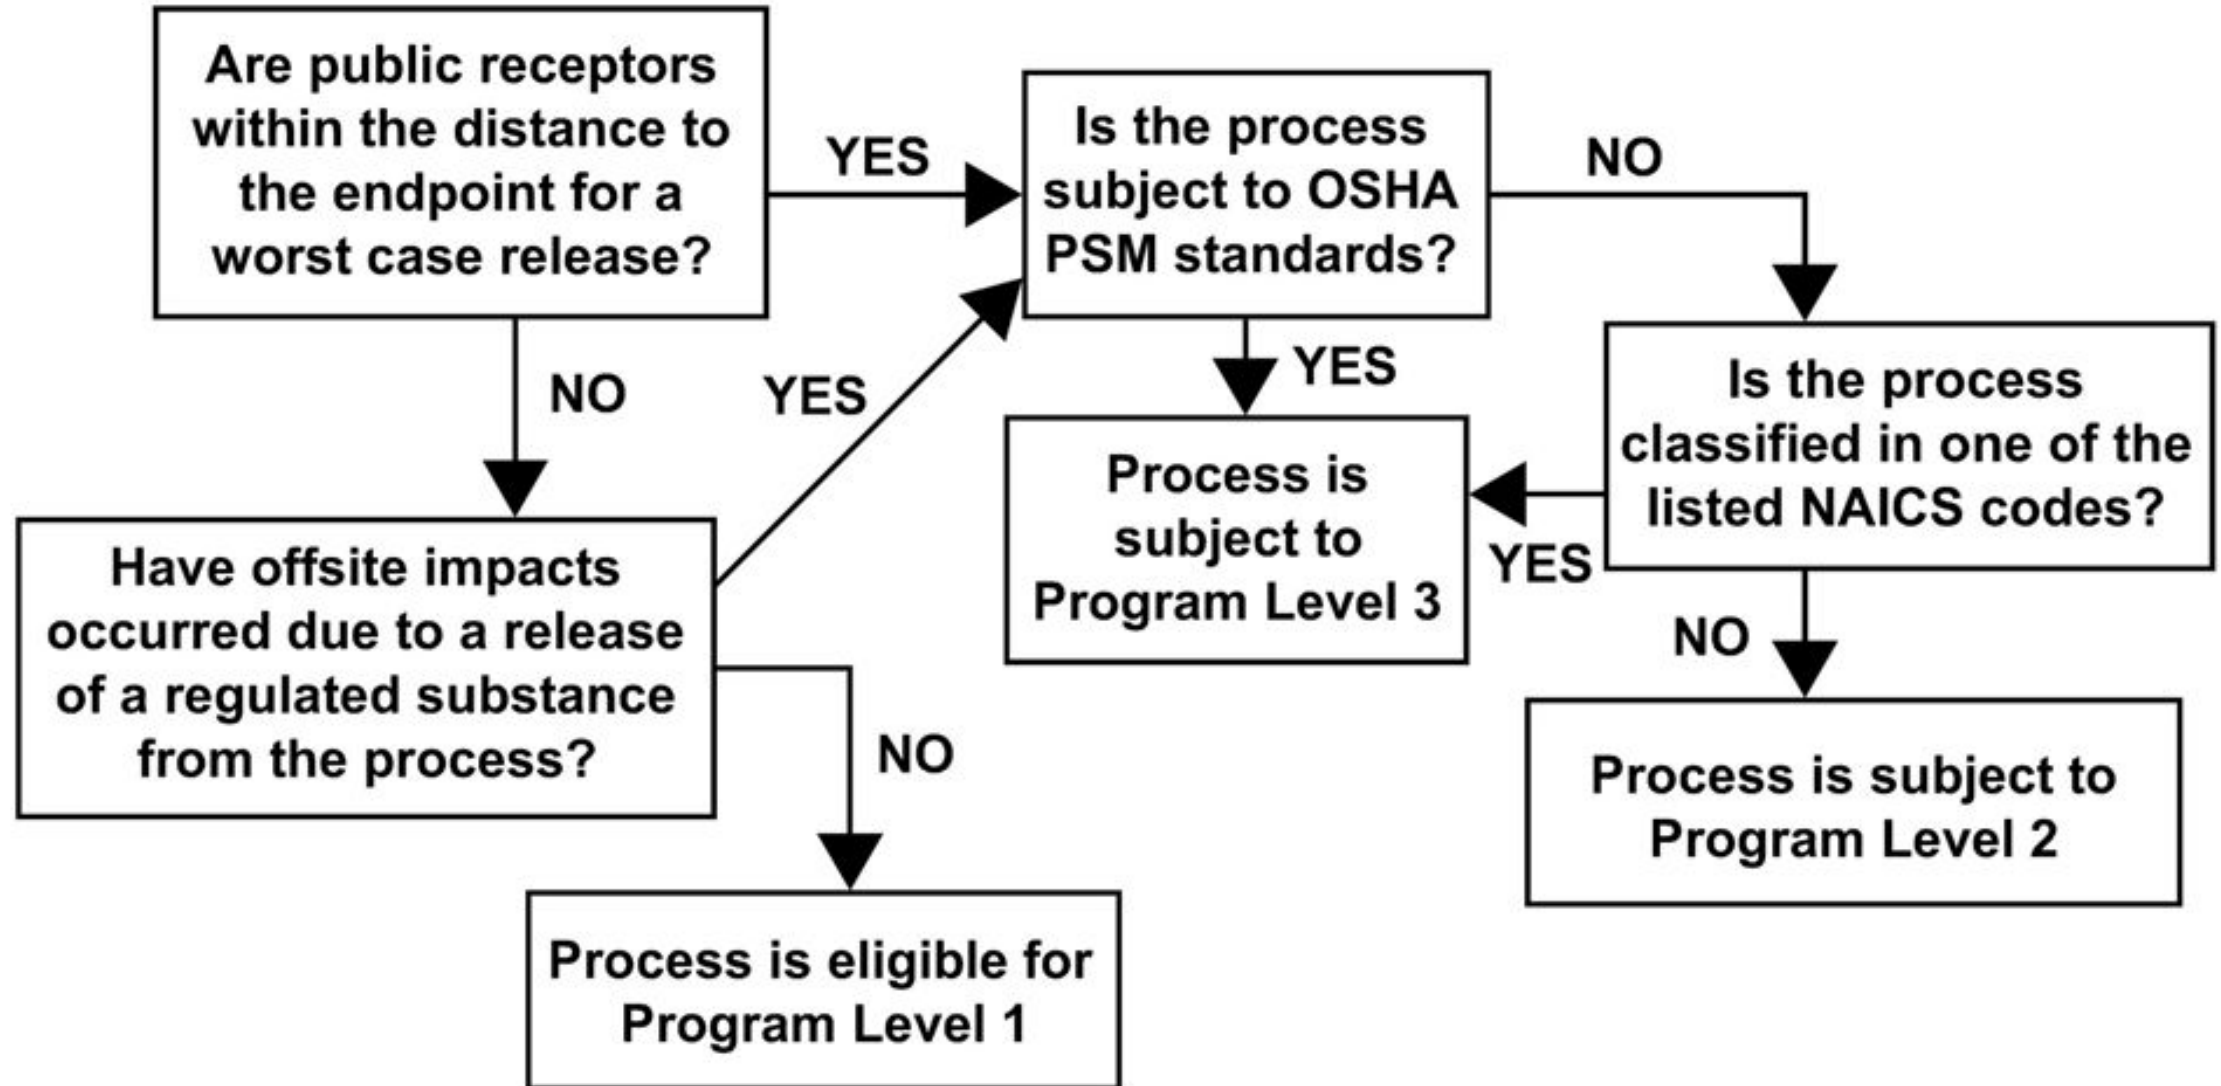 Are public receptors
within the distance to
the endpoint for a
worst case release?
YES
Is the process
subject to OSHA
PSM standards?
NO
NO
YES
YES
Is the process
classified in one of the
listed NAICS codes?
YES
Process is
subject to
Program Level 3
Have offsite impacts
occurred due to a release
of a regulated substance
from the process?
NO
NO
Process is subject to
Program Level 2
Process is eligible for
Program Level 1